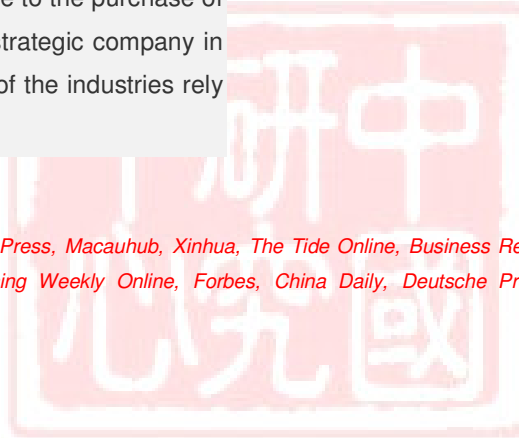 e to the purchase of
strategic company in
of the industries rely
Press, Macauhub, Xinhua, The Tide Online, Business Re
ing Weekly Online, Forbes, China Daily, Deutsche Pr
中國
研究
心